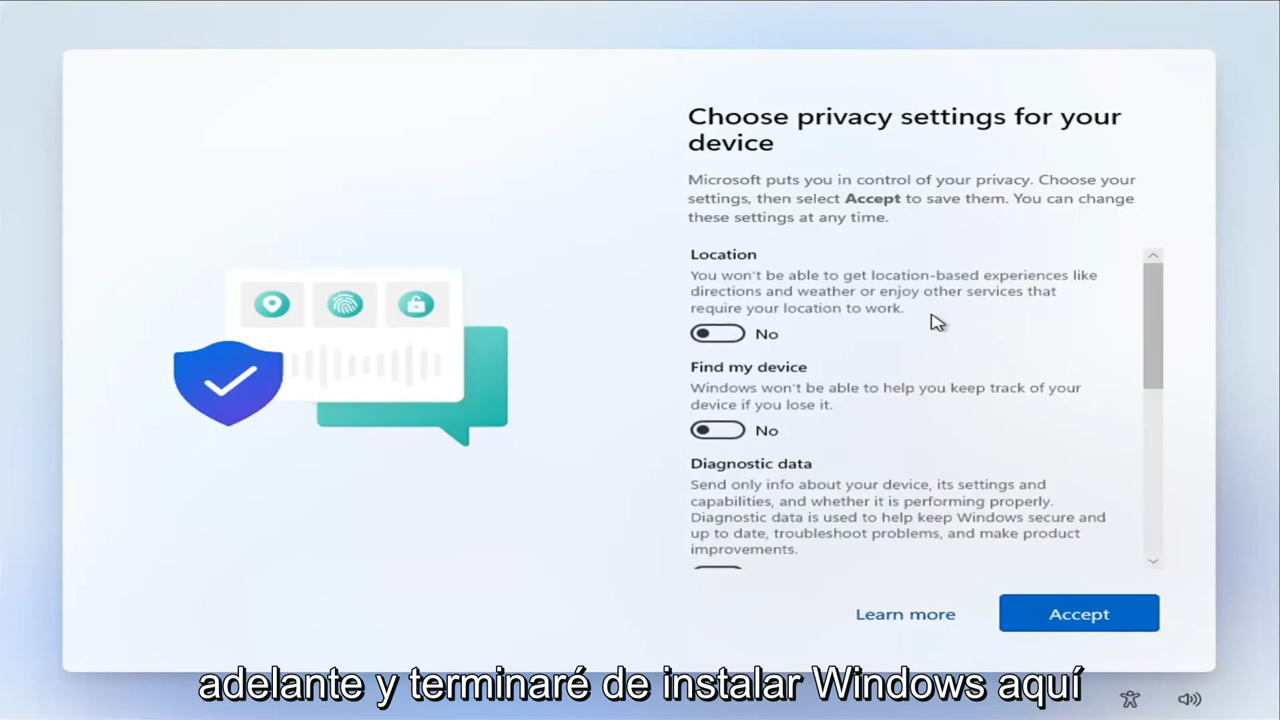 Choose privacy settings for your
device
Microsoft puts you in control of your privacy. Choose your
settings, then select Accept to save them. You can change
these settings at any time.
Location
You won't be able to get location-based experiences like
directions and weather or enjoy other services that
require your location to work.
No
Find my device
Windows won't be able to help you keep track of your
device if you lose it.
No
Diagnostic data
Send only info about your device, its settings and
capabilities, and whether it is performing properly.
Diagnostic data is used to help keep Windows secure and
up to date, troubleshoot problems, and make product
improvements.
Learn more
Accept
adelante y terminaré de instalar Windows aquí